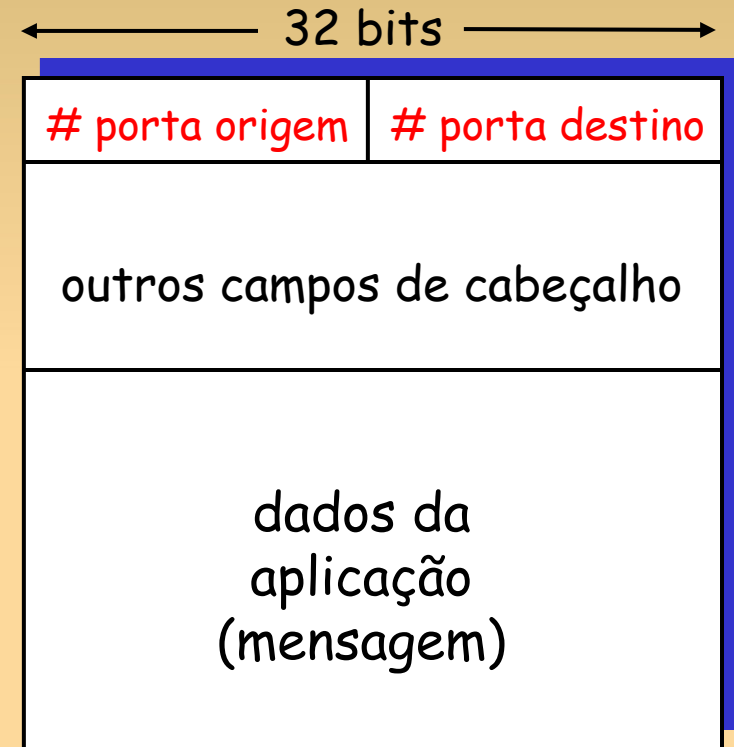 32 bits
# porta origem
# porta destino
outros campos de cabeçalho
dados da
aplicação
(mensagem)